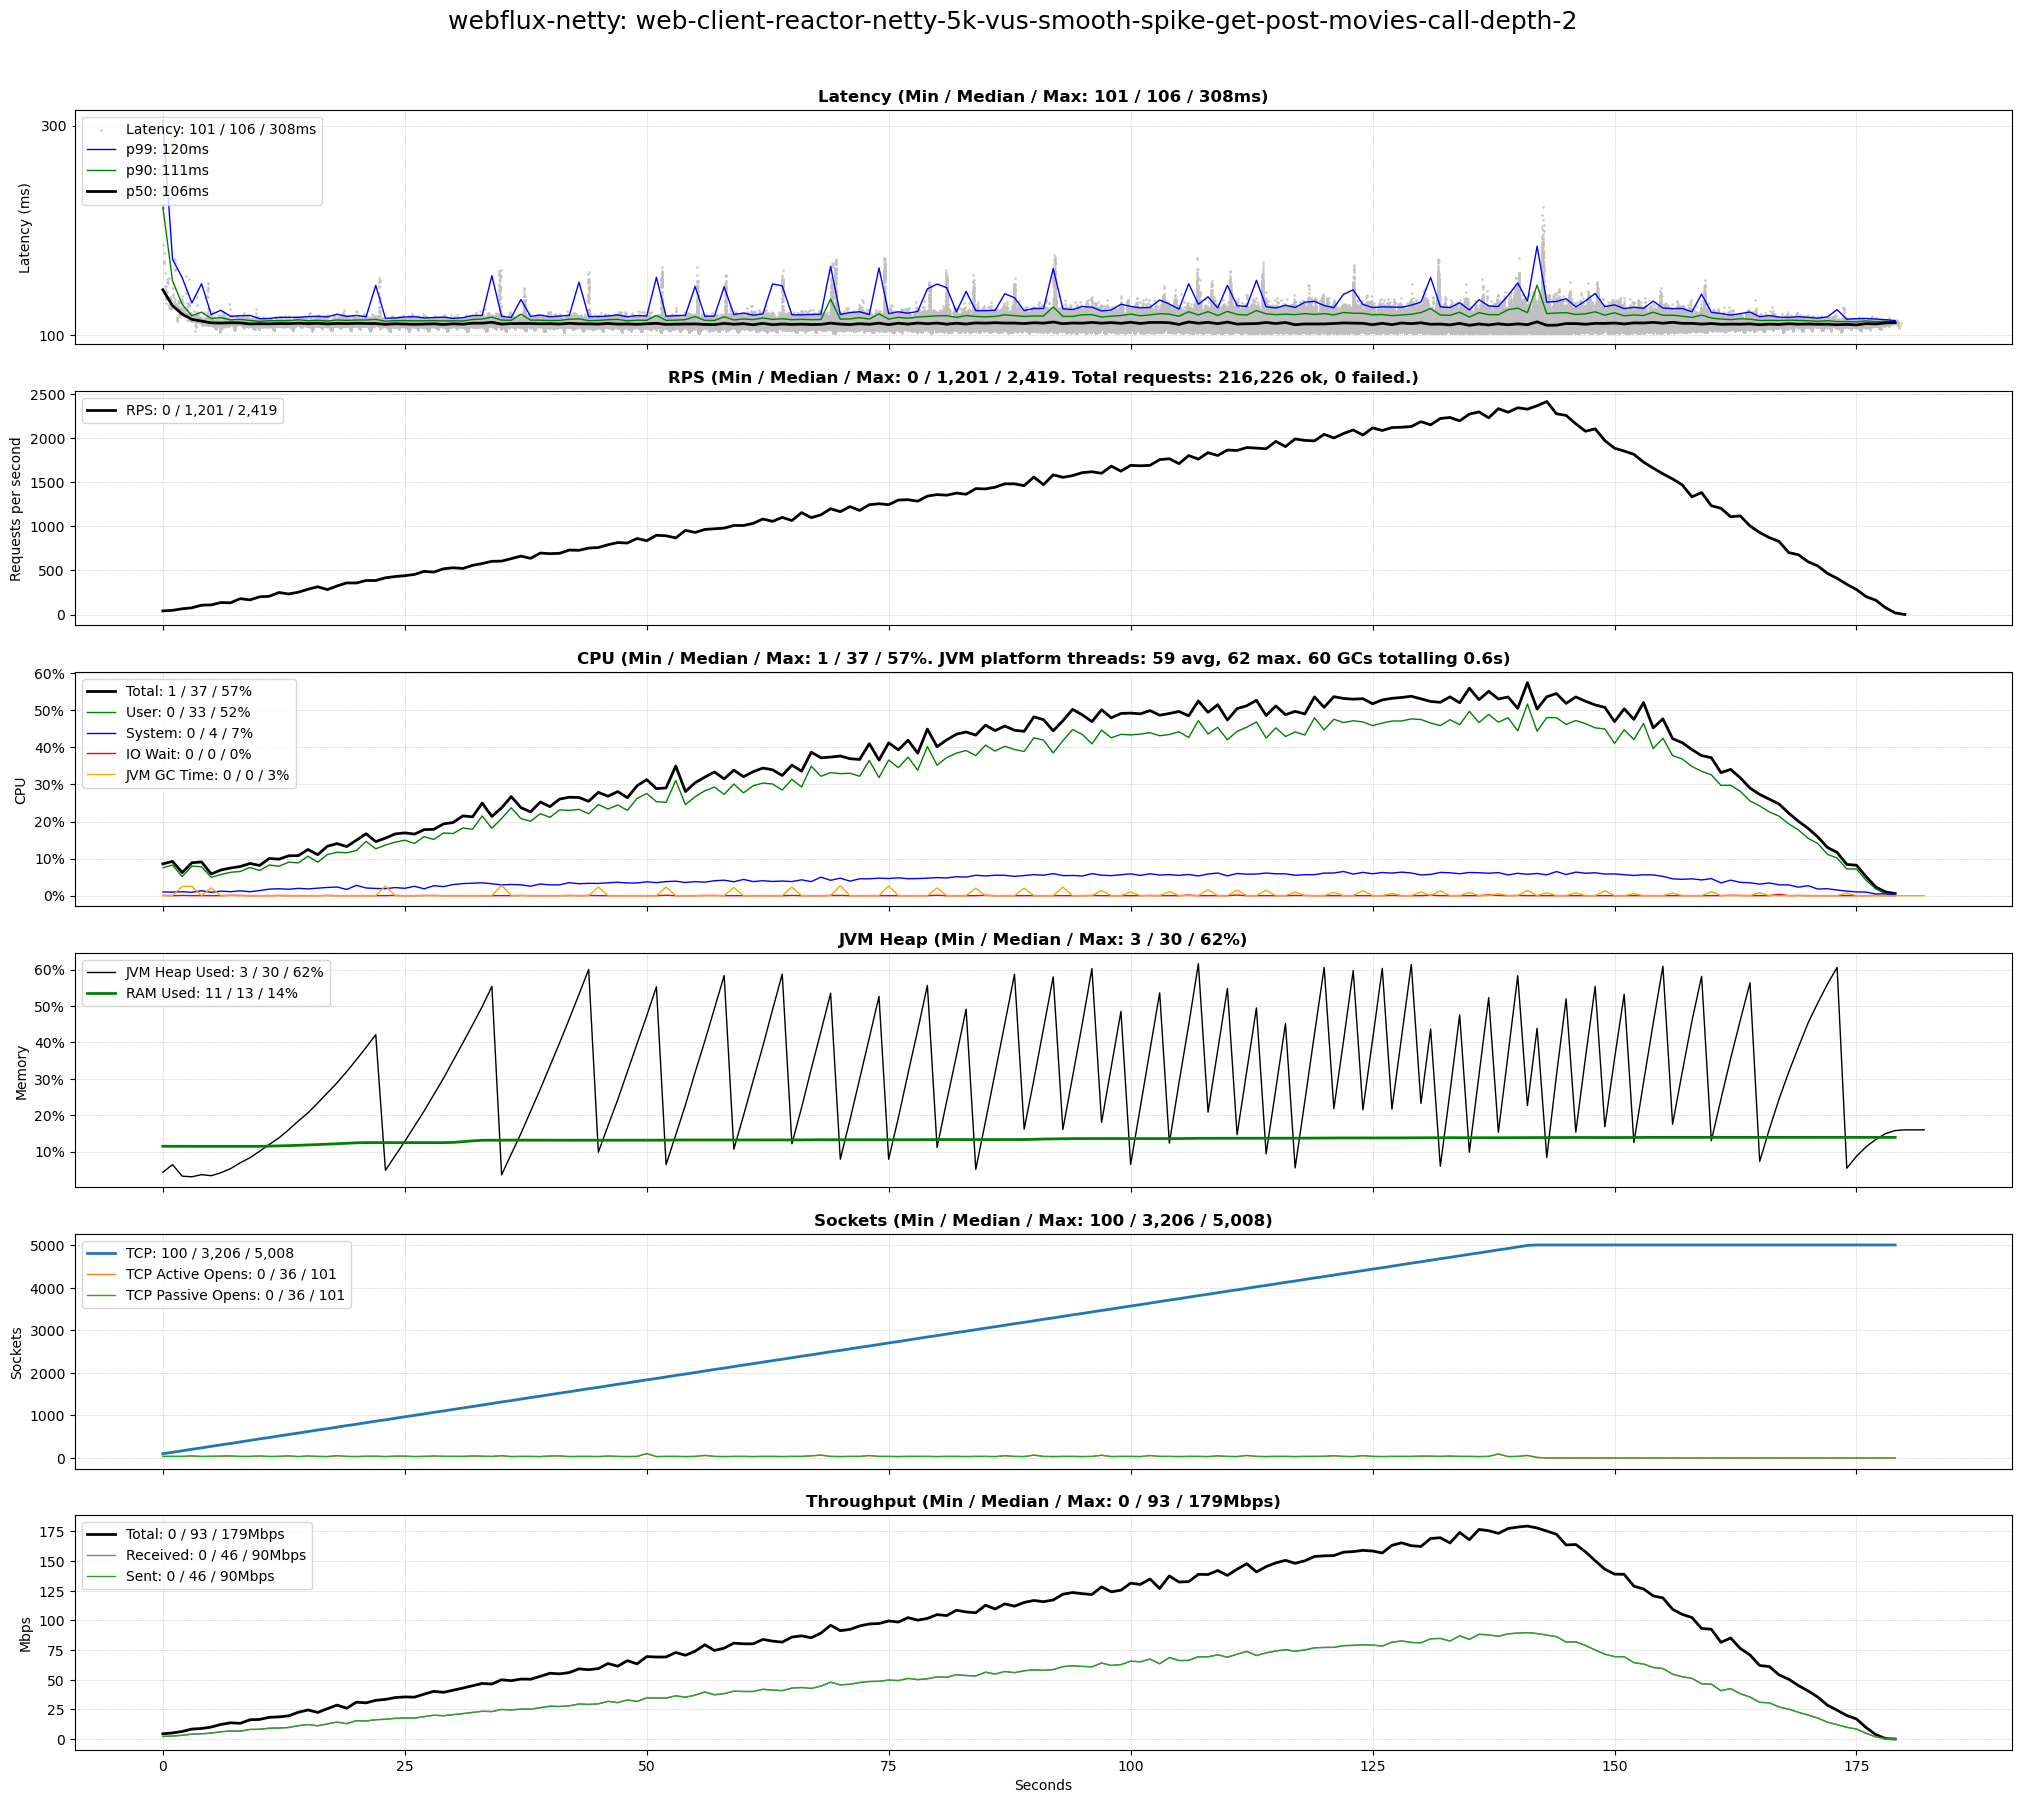 webflux-netty: web-client-reactor-netty-5k-vus-smooth-spike-get-post-movies-call-depth-2
Latency (Min / Median / Max: 101 / 106 / 308ms)
Latency (ms)
300
100
Latency: 101 / 106 / 308ms
p99: 120ms
p90: 111ms
p50: 106ms
RPS (Min / Median / Max: 0 / 1,201 / 2,419. Total requests: 216,226 ok, 0 failed.)
Requests per second
2500
2000
1500
1000
500
0
RPS: 0 / 1,201 / 2,419
CPU (Min / Median / Max: 1 / 37 / 57%. JVM platform threads: 59 avg, 62 max. 60 GCs totalling 0.6s)
CPU
60%
50%
40%
30%
20%
10%
0%
Total: 1 / 37 / 57%
User: 0 / 33 / 52%
System: 0 / 4 / 7%
IO Wait: 0 / 0 / 0%
JVM GC Time: 0 / 0 / 3%
JVM Heap (Min / Median / Max: 3 / 30 / 62%)
Memory
60%
50%
40%
30%
20%
10%
JVM Heap Used: 3 / 30 / 62%
RAM Used: 11 / 13 / 14%
Sockets (Min / Median / Max: 100 / 3,206 / 5,008)
Sockets
5000
4000
3000
2000
1000
0
TCP: 100 / 3,206 / 5,008
TCP Active Opens: 0 / 36 / 101
TCP Passive Opens: 0 / 36 / 101
Throughput (Min / Median / Max: 0 / 93 / 179Mbps)
Mbps
175
150
125
100
75
50
25
0
Total: 0 / 93 / 179Mbps
Received: 0 / 46 / 90Mbps
Sent: 0 / 46 / 90Mbps
0 25 50 75 100 125 150 175
Seconds